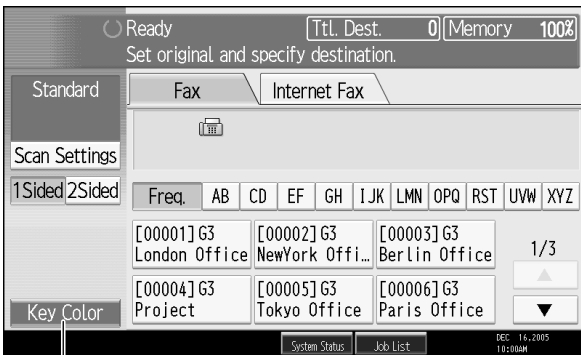 Ready
Ttl. Dest. 0
Memory 100%
Set original and specify destination.
Standard
Fax
Internet Fax
Scan Settings
1Sided 2Sided
Freq. AB CD EF GH IJK LMN OPQ RST UVW XYZ
[00001]G3
London Office
[00002]G3
NewYork Offi...
[00003]G3
Berlin Office
1/3
[00004]G3
Project
[00005]G3
Tokyo Office
[00006]G3
Paris Office
Key Color
System Status
Job List
DEC 16.2005
10:00AM